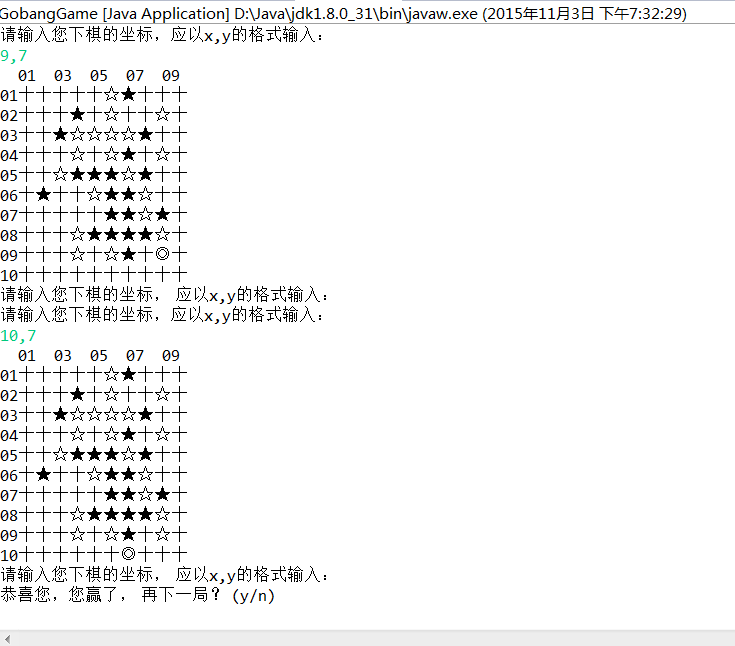 GobangGame [Java Application] D:\Java\jdk1.8.0_31\bin\javaw.exe (2015年11月3日 下午7:32:29)
请输入您下棋的坐标，应以x,y的格式输入：
9,7
01 03 05 07 09
01┼┼┼┼┼☆★┼┼┼
02┼┼┼★┼☆┼┼☆┼
03┼┼★☆☆☆☆★┼┼
04┼┼┼☆┼☆★┼☆┼
05┼┼☆★★★☆★┼┼
06┼★┼┼☆★★☆┼┼
07┼┼┼┼┼★★☆★┼
08┼┼┼☆★★★★☆┼
09┼┼┼☆┼☆★┼◎┼
10┼┼┼┼┼┼┼┼┼┼
请输入您下棋的坐标， 应以x,y的格式输入：
请输入您下棋的坐标，应以x,y的格式输入：
10,7
01 03 05 07 09
01┼┼┼┼┼☆★┼┼┼
02┼┼┼★┼☆┼┼☆┼
03┼┼★☆☆☆☆★┼┼
04┼┼┼☆┼☆★┼☆┼
05┼┼☆★★★☆★┼┼
06┼★┼┼☆★★☆┼┼
07┼┼┼┼┼★★☆★┼
08┼┼┼☆★★★★☆┼
09┼┼┼☆┼☆★┼☆┼
10┼┼┼┼┼┼◎┼┼┼
请输入您下棋的坐标， 应以x,y的格式输入：
恭喜您，您赢了， 再下一局？(y/n)